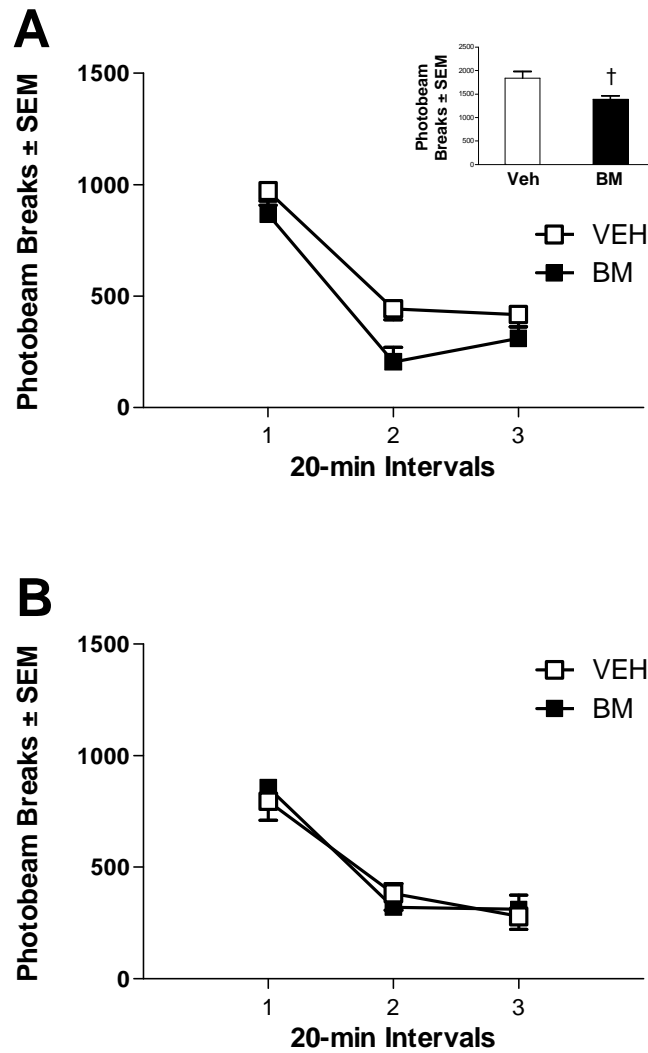 A
Photobeam Breaks ± SEM
1500
1000
500
0
1
2
3
20-min Intervals
Photobeam
Breaks ± SEM
2500
2000
1500
1000
500
0
†
Veh
BM
VEH
BM
B
Photobeam Breaks ± SEM
1500
1000
500
0
1
2
3
20-min Intervals
VEH
BM